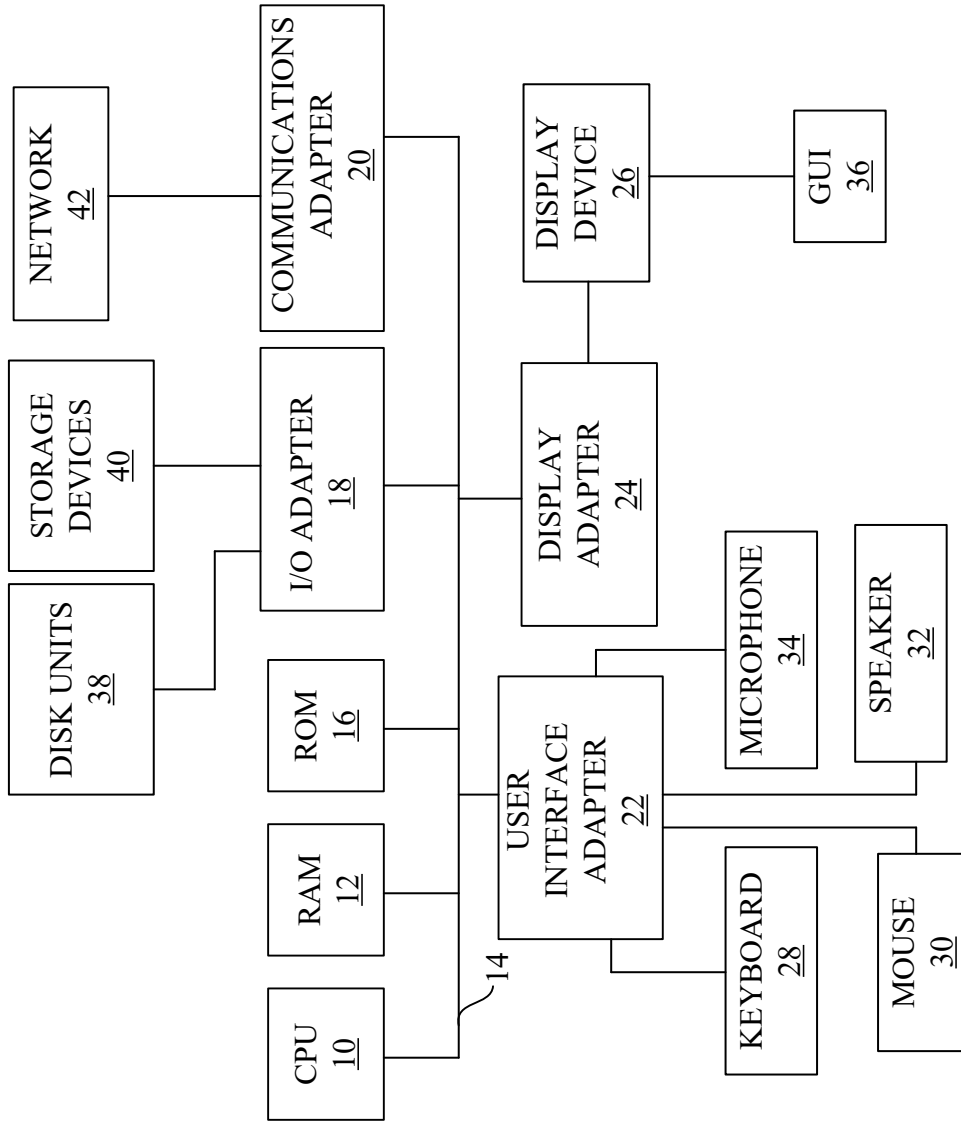 DISK UNITS
38
STORAGE
DEVICES
40
NETWORK
42
CPU
10
RAM
12
ROM
16
I/O ADAPTER
18
COMMUNICATIONS
ADAPTER
20
14
USER
INTERFACE
ADAPTER
22
DISPLAY
ADAPTER
24
DISPLAY
DEVICE
26
KEYBOARD
28
MICROPHONE
34
GUI
36
MOUSE
30
SPEAKER
32